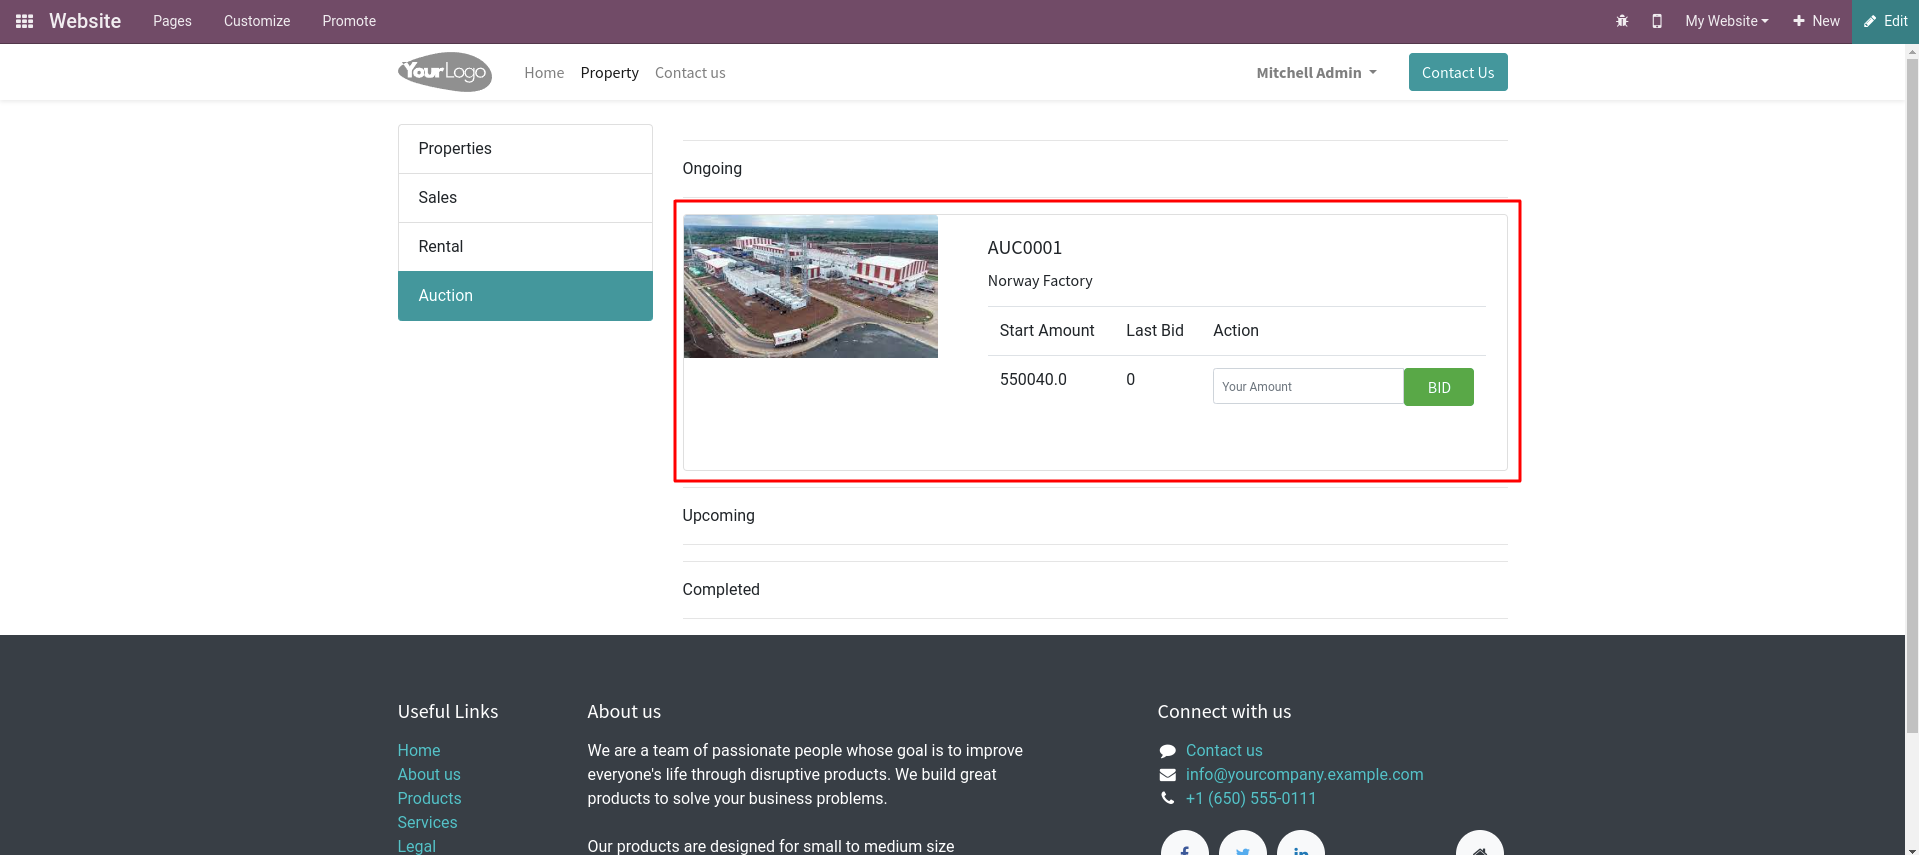 Website Pages Customize Promote My Website New Edit
YourLogo Home Property Contact us Mitchell Admin Contact Us
Properties
Sales
Rental
Auction
Ongoing
AUC0001
Norway Factory
Start Amount Last Bid Action
550040.0 0 Your Amount BID
Upcoming
Completed
Useful Links
Home
About us
Products
Services
Legal
About us
We are a team of passionate people whose goal is to improve
everyone's life through disruptive products. We build great
products to solve your business problems.
Our products are designed for small to medium size
Connect with us
Contact us
info@yourcompany.example.com
+1 (650) 555-0111